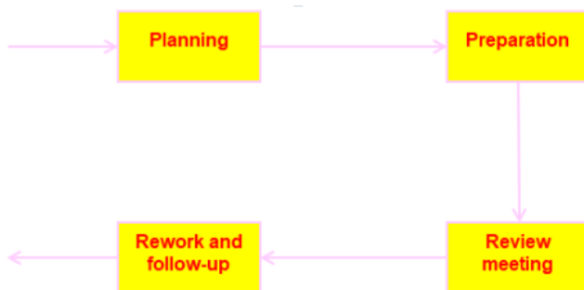 Planning
Preparation
Rework and
follow-up
Review
meeting